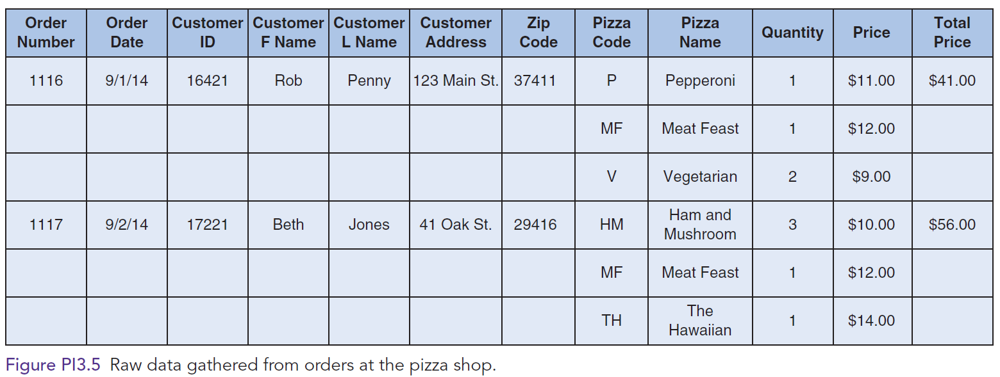 Order Number | Order Date | Customer ID | Customer F Name | Customer L Name | Customer Address | Zip Code | Pizza Code | Pizza Name | Quantity | Price | Total Price
1116 | 9/1/14 | 16421 | Rob | Penny | 123 Main St. | 37411 | P | Pepperoni | 1 | $11.00 | $41.00
MF | Meat Feast | 1 | $12.00
V | Vegetarian | 2 | $9.00
1117 | 9/2/14 | 17221 | Beth | Jones | 41 Oak St. | 29416 | HM | Ham and Mushroom | 3 | $10.00 | $56.00
MF | Meat Feast | 1 | $12.00
TH | The Hawaiian | 1 | $14.00
Figure PI3.5 Raw data gathered from orders at the pizza shop.